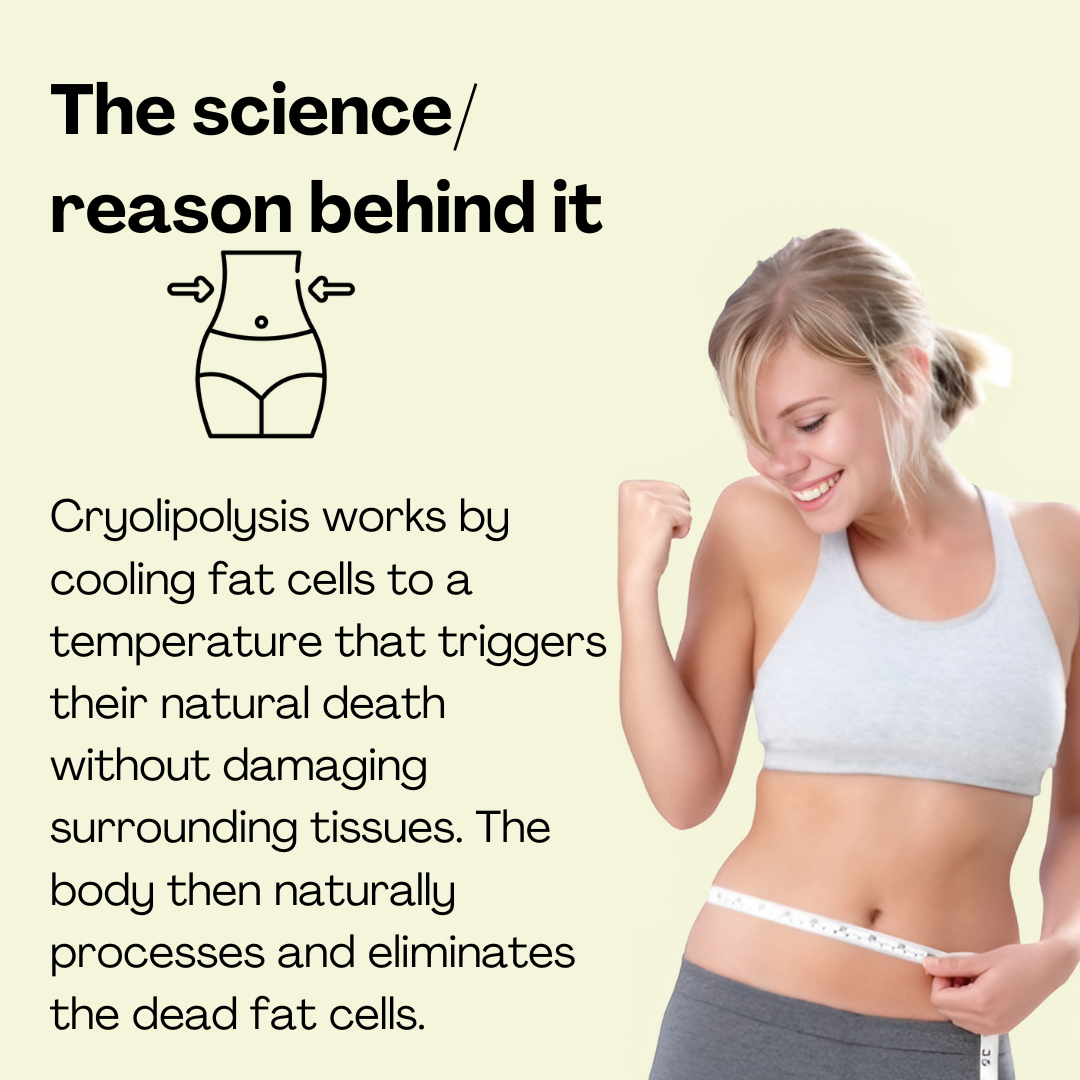 The science/
reason behind it
Cryolipolysis works by
cooling fat cells to a
temperature that triggers
their natural death
without damaging
surrounding tissues. The
body then naturally
processes and eliminates
the dead fat cells.